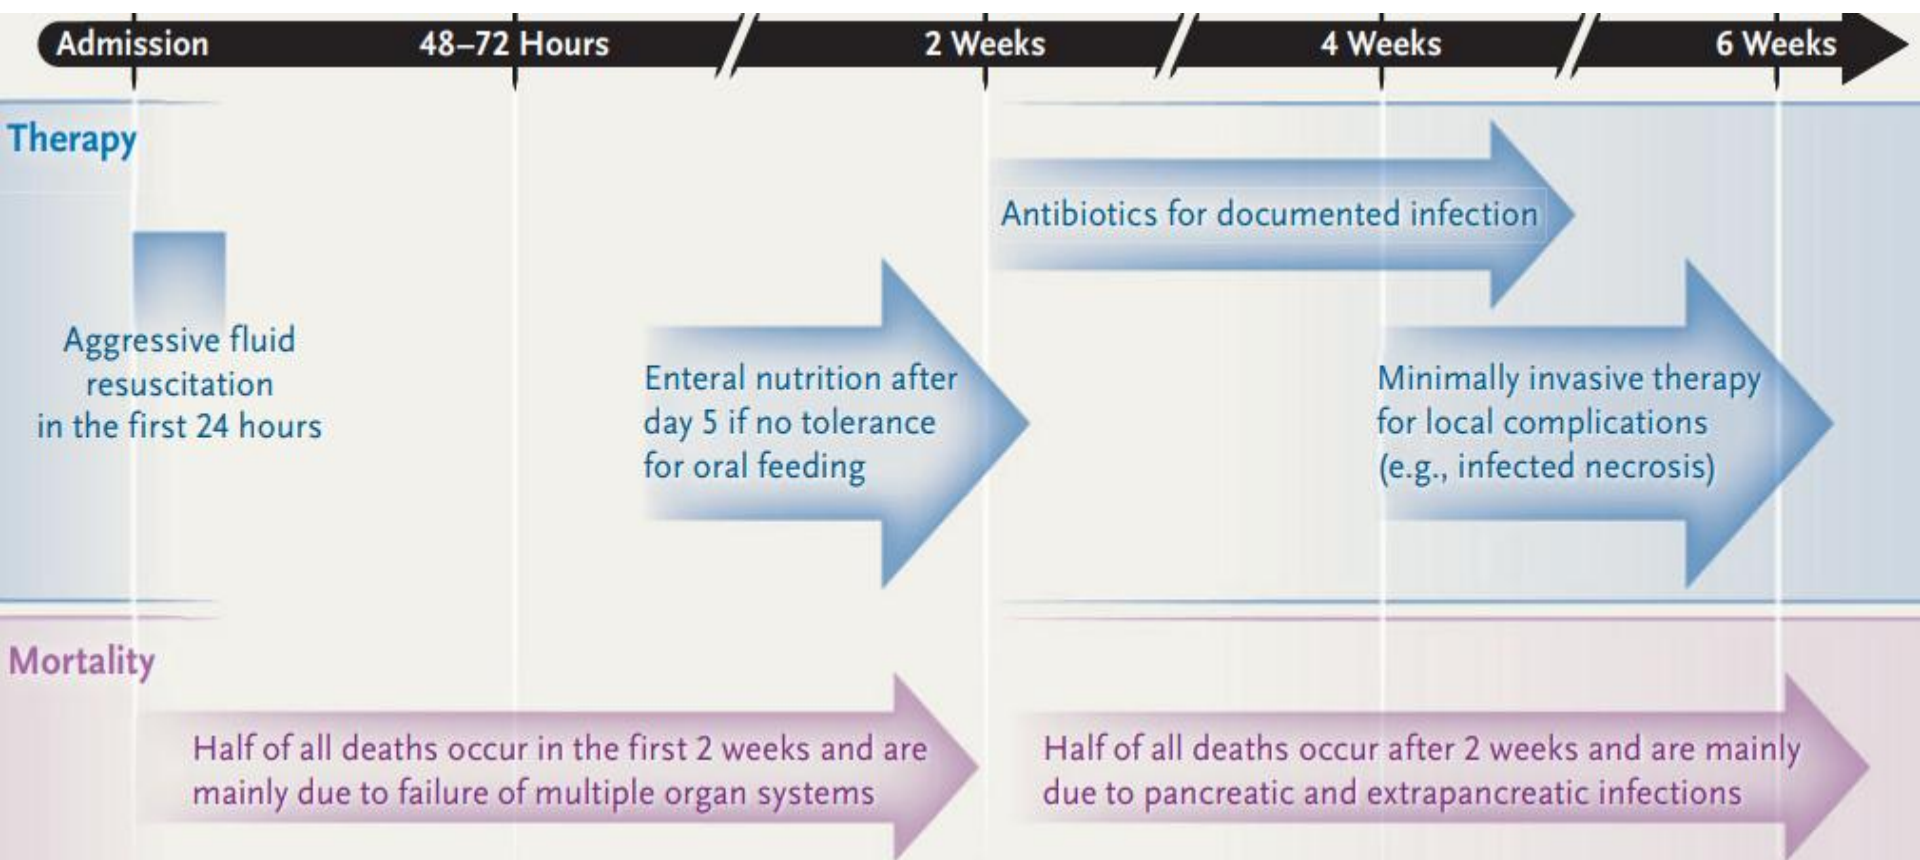 Admission 48–72 Hours 2 Weeks 4 Weeks 6 Weeks
Therapy
Antibiotics for documented infection
Aggressive fluid
resuscitation
in the first 24 hours
Enteral nutrition after
day 5 if no tolerance
for oral feeding
Minimally invasive therapy
for local complications
(e.g., infected necrosis)
Mortality
Half of all deaths occur in the first 2 weeks and are
mainly due to failure of multiple organ systems
Half of all deaths occur after 2 weeks and are mainly
due to pancreatic and extrapancreatic infections